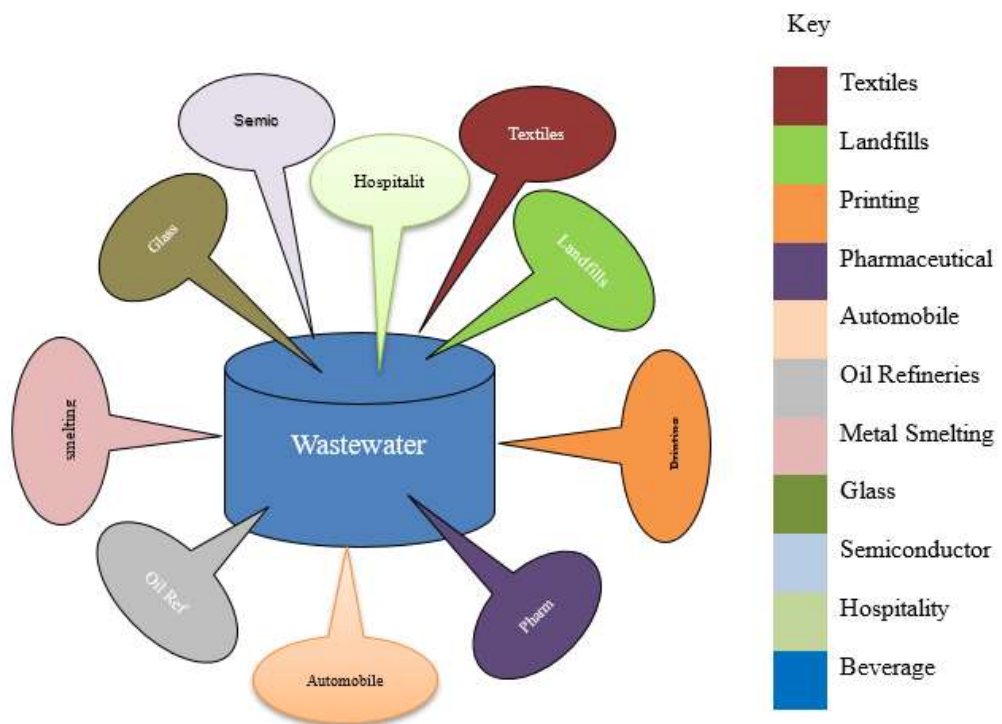 Key
Semic
Textiles
Hospitalit
Glass
Landfills
smelting
Wastewater
Printing
Oil Ref
Pharm
Automobile
Textiles
Landfills
Printing
Pharmaceutical
Automobile
Oil Refineries
Metal Smelting
Glass
Semiconductor
Hospitality
Beverage